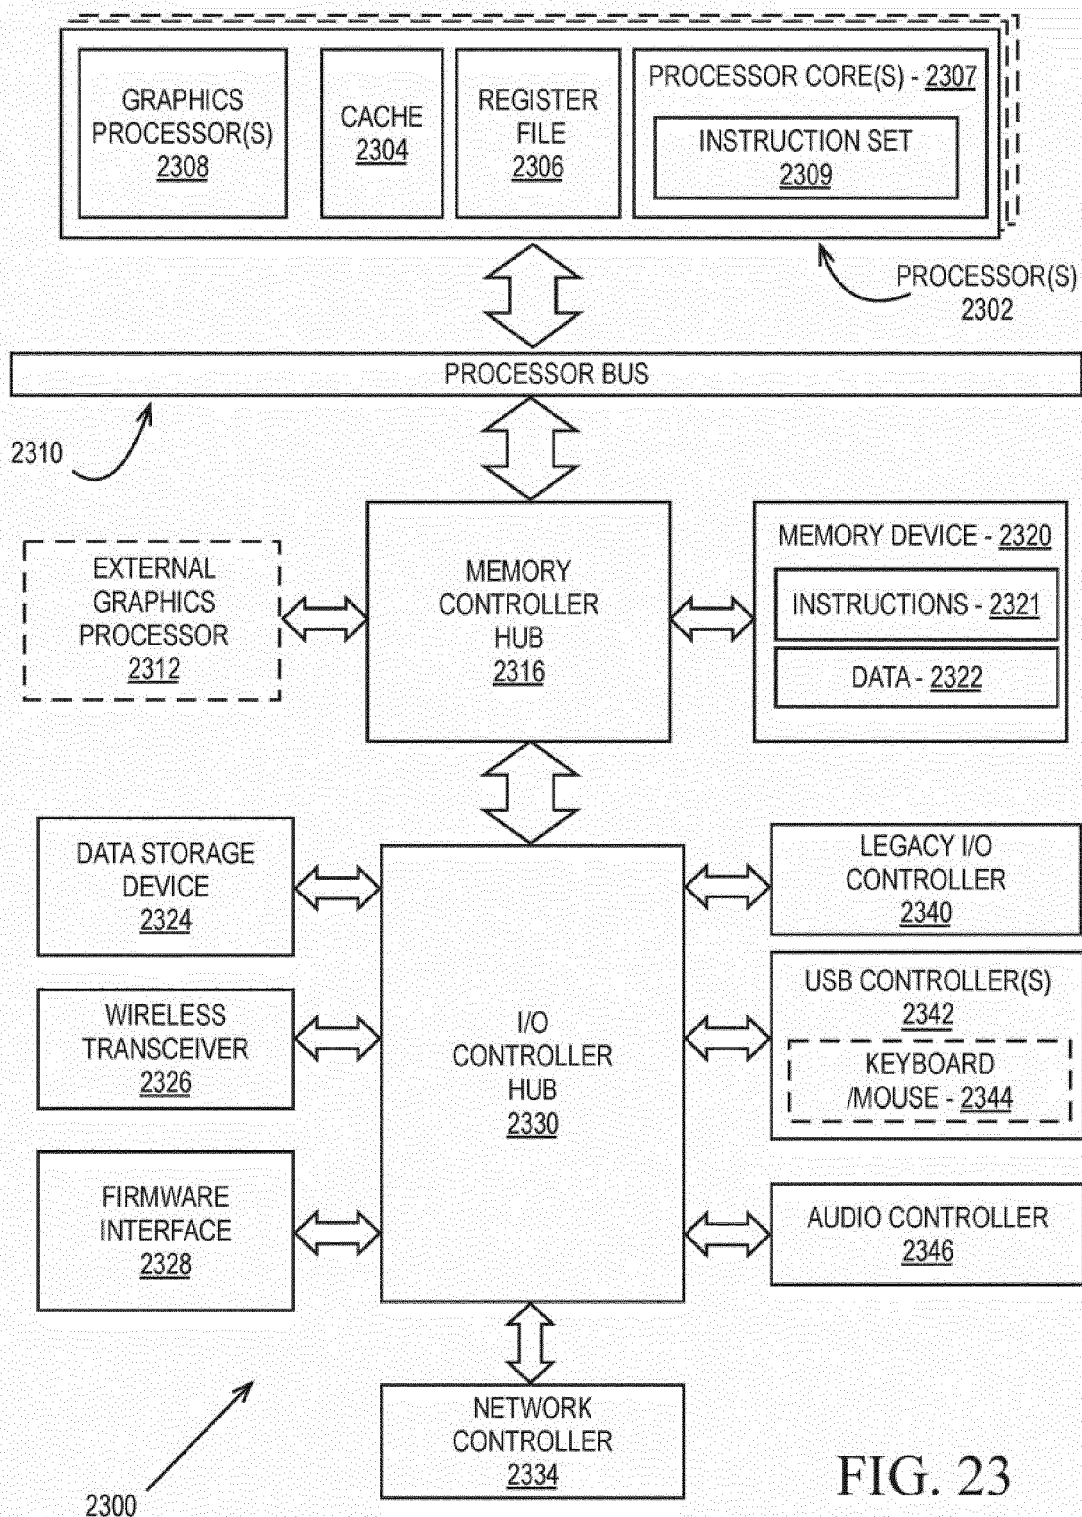 GRAPHICS
PROCESSOR(S)
2308
CACHE
2304
REGISTER
FILE
2306
PROCESSOR CORE(S) - 2307
INSTRUCTION SET
2309
PROCESSOR(S)
2302
PROCESSOR BUS
2310
EXTERNAL
GRAPHICS
PROCESSOR
2312
MEMORY
CONTROLLER
HUB
2316
MEMORY DEVICE - 2320
INSTRUCTIONS - 2321
DATA - 2322
DATA STORAGE
DEVICE
2324
WIRELESS
TRANSCEIVER
2326
FIRMWARE
INTERFACE
2328
I/O
CONTROLLER
HUB
2330
LEGACY I/O
CONTROLLER
2340
USB CONTROLLER(S)
2342
KEYBOARD
/MOUSE - 2344
AUDIO CONTROLLER
2346
NETWORK
CONTROLLER
2334
2300
FIG. 23